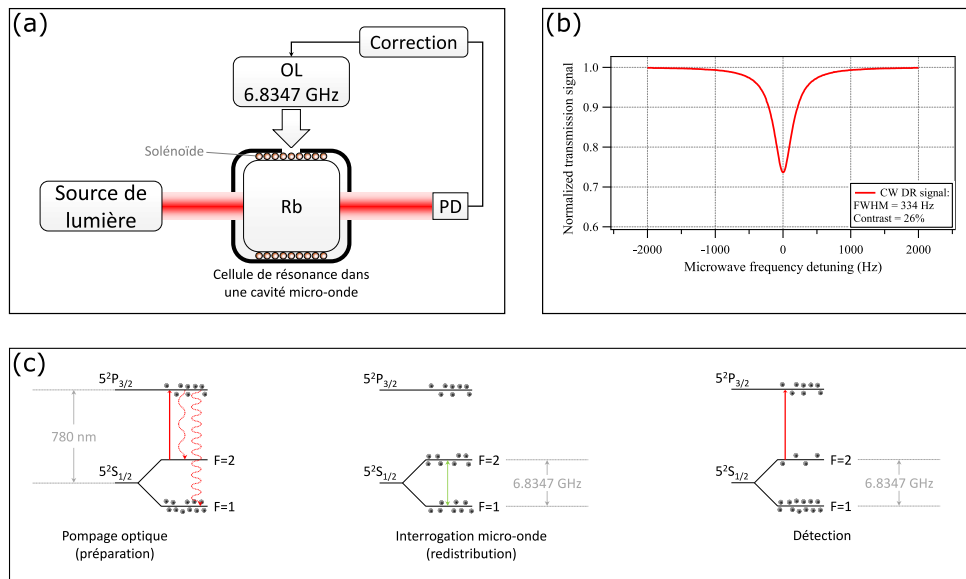 (a)
Correction
OL
6.8347 GHz
Solénoïde
Source de
lumière
Rb
PD
Cellule de résonance dans
une cavité micro-onde
(b)
Normalized transmission signal
1.0
0.9
0.8
0.7
0.6
CW DR signal:
FWHM = 334 Hz
Contrast = 26%
-2000
-1000
0
1000
2000
Microwave frequency detuning (Hz)
(c)
5²P3/2
780 nm
5²S1/2
F=2
F=1
Pompage optique
(préparation)
5²P3/2
5²S1/2
F=2
6.8347 GHz
F=1
Interrogation micro-onde
(redistribution)
5²P3/2
5²S1/2
F=2
6.8347 GHz
F=1
Détection